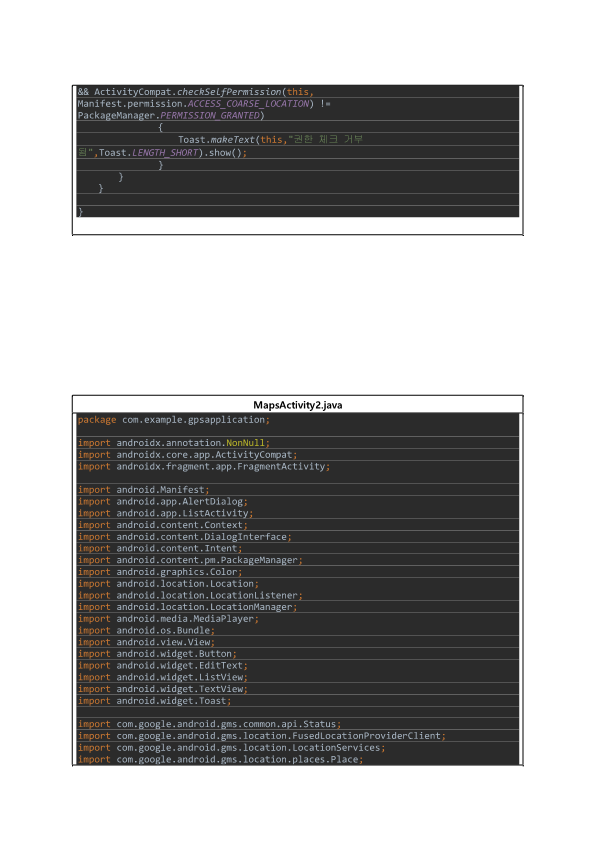 && ActivityCompat.checkSelfPermission(this,
Manifest.permission.ACCESS_COARSE_LOCATION) !=
PackageManager.PERMISSION_GRANTED)
{
Toast.makeText(this,"권한 체크 거부
됨",Toast.LENGTH_SHORT).show();
}
}
}
}
MapsActivity2.java
package com.example.gpsapplication;
import androidx.annotation.NonNull;
import androidx.core.app.ActivityCompat;
import androidx.fragment.app.FragmentActivity;
import android.Manifest;
import android.app.AlertDialog;
import android.app.ListActivity;
import android.content.Context;
import android.content.DialogInterface;
import android.content.Intent;
import android.content.pm.PackageManager;
import android.graphics.Color;
import android.location.Location;
import android.location.LocationListener;
import android.location.LocationManager;
import android.media.MediaPlayer;
import android.os.Bundle;
import android.view.View;
import android.widget.Button;
import android.widget.EditText;
import android.widget.ListView;
import android.widget.TextView;
import android.widget.Toast;
import com.google.android.gms.common.api.Status;
import com.google.android.gms.location.FusedLocationProviderClient;
import com.google.android.gms.location.LocationServices;
import com.google.android.gms.location.places.Place;